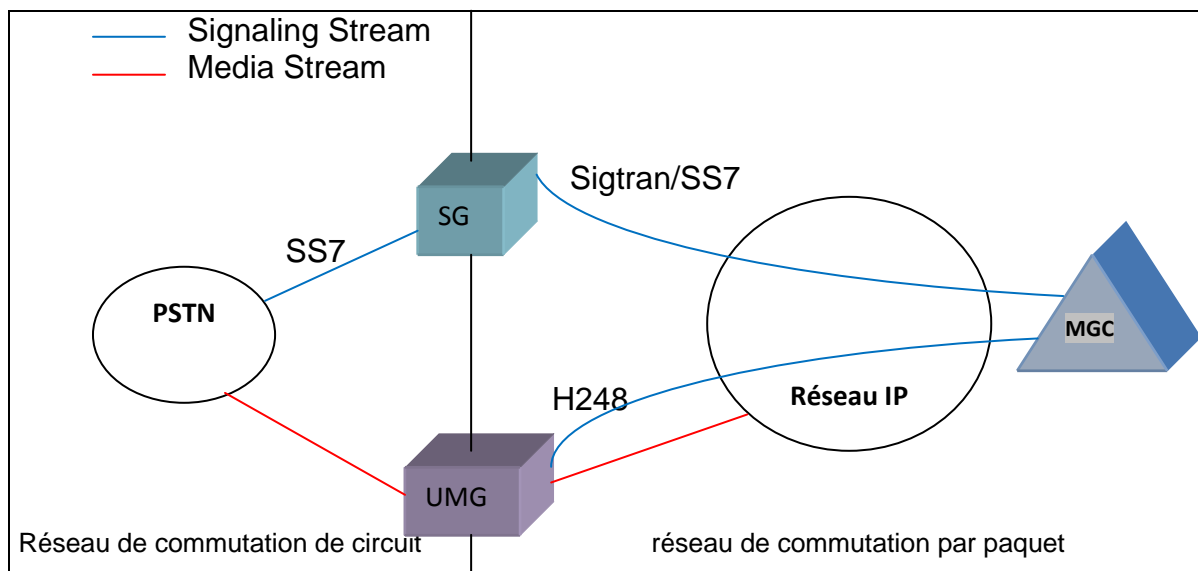 Signaling Stream
Media Stream
Sigtran/SS7
SG
SS7
PSTN
MGC
H248
Réseau IP
UMG
Réseau de commutation de circuit
réseau de commutation par paquet